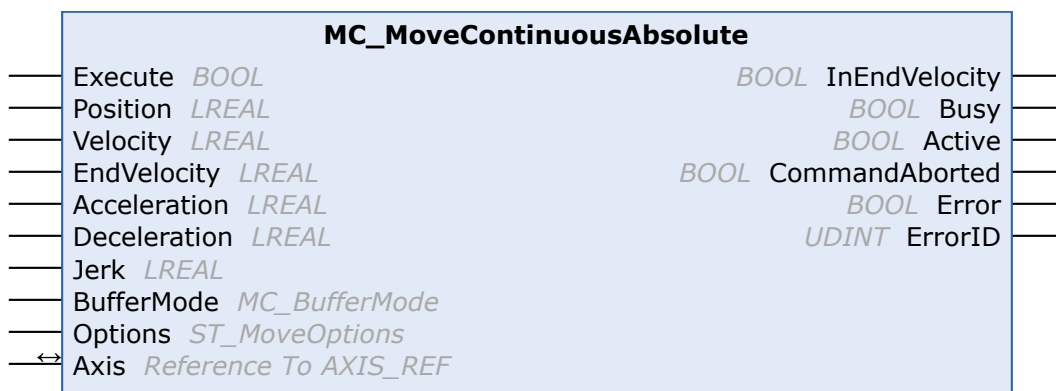 MC_MoveContinuousAbsolute
Execute BOOL BOOL InEndVelocity
Position LREAL BOOL Busy
Velocity LREAL BOOL Active
EndVelocity LREAL BOOL CommandAborted
Acceleration LREAL BOOL Error
Deceleration LREAL UDINT ErrorID
Jerk LREAL
BufferMode MC_BufferMode
Options ST_MoveOptions
↔ Axis Reference To AXIS_REF